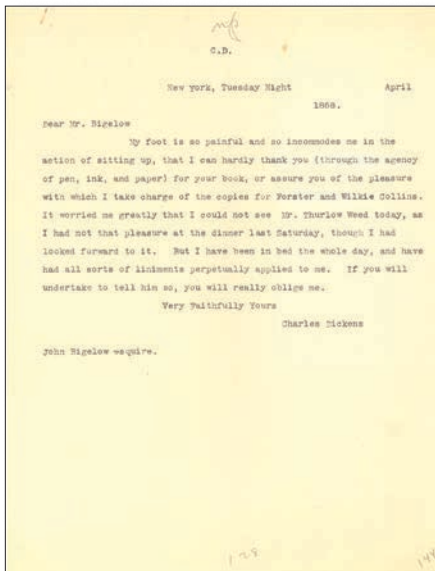 C.D.
New york, Tuesday Night April
1868.
Dear Mr. Bigelow
My foot is so painful and so incommodes me in the
action of sitting up, that I can hardly thank you (through the agency
of pen, ink, and paper) for your book, or assure you of the pleasure
with which I take charge of the copies for Forster and Wilkie Collins.
It worried me greatly that I could not see Mr. Thurlow Weed today, as
I had not that pleasure at the dinner last Saturday, though I had
looked forward to it. But I have been in bed the whole day, and have
had all sorts of liniments perpetually applied to me. If you will
undertake to tell him so, you will really oblige me.
Very Faithfully Yours
Charles Dickens
John Bigelow esquire.
128